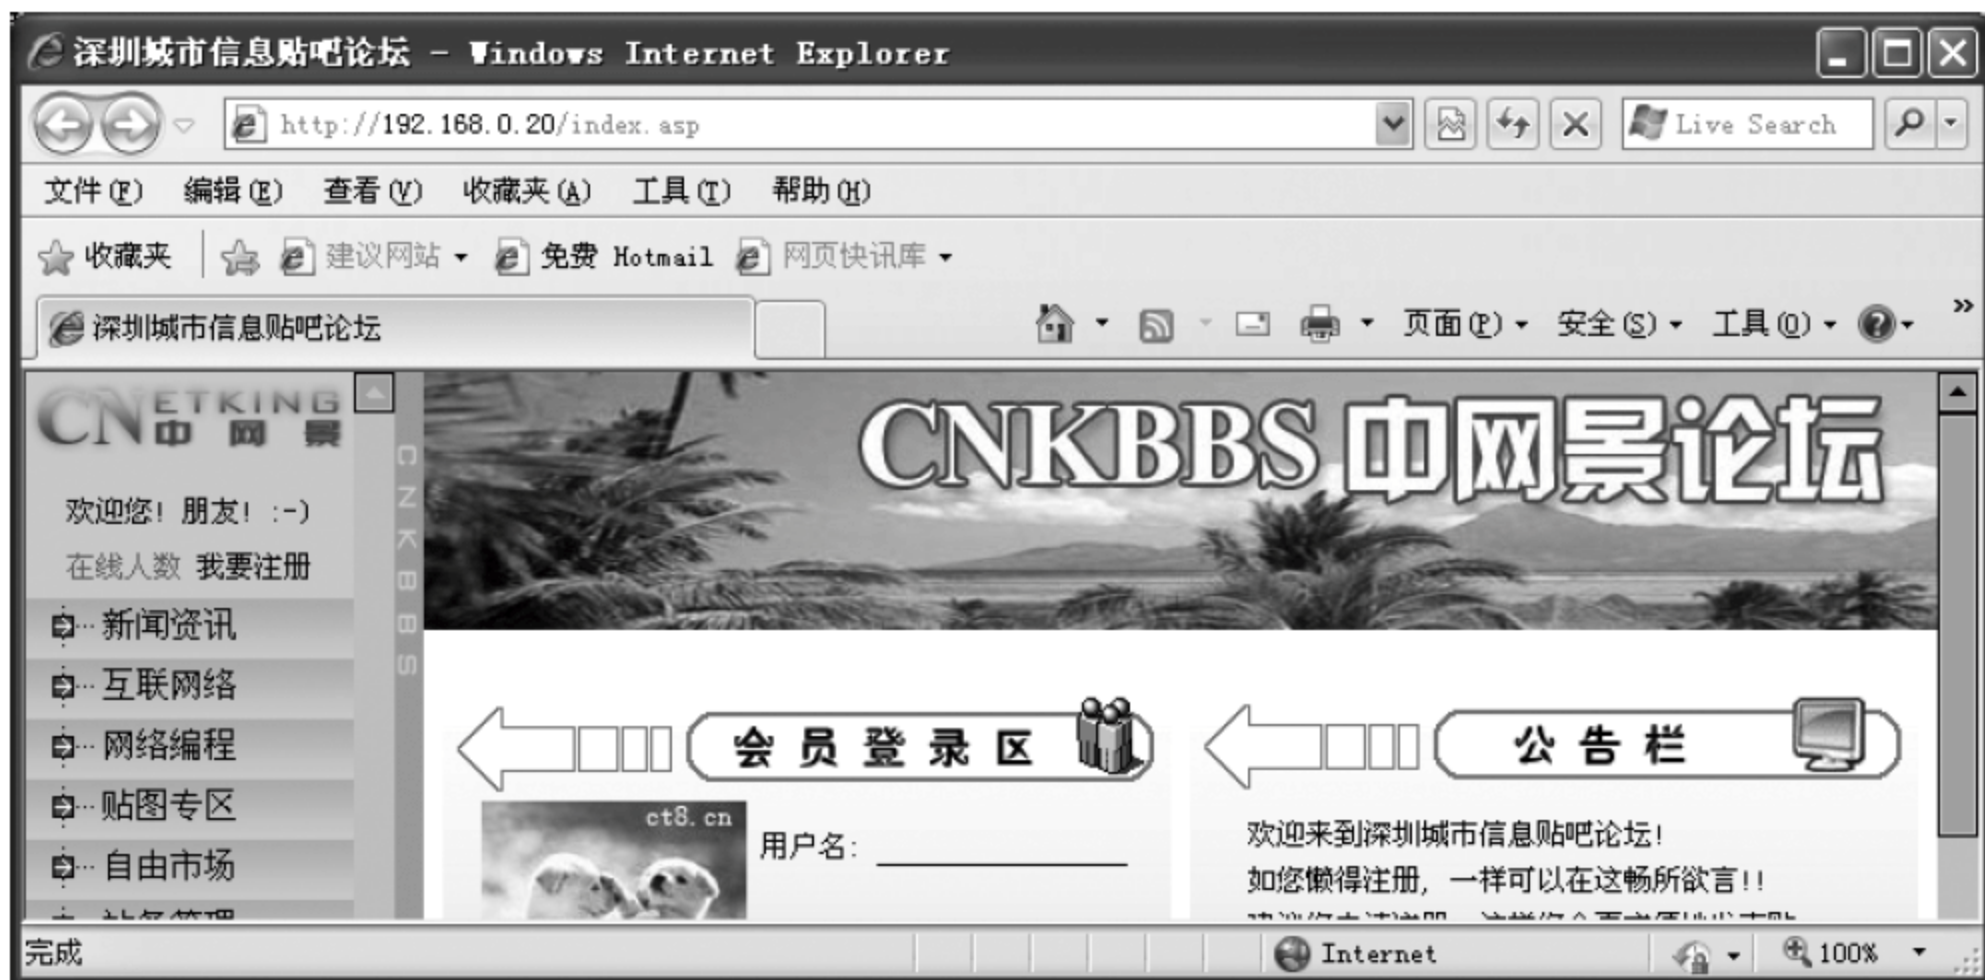 深圳城市信息贴吧论坛 - Windows Internet Explorer
http://192.168.0.20/index.asp
Live Search
文件(F) 编辑(E) 查看(V) 收藏夹(A) 工具(T) 帮助(H)
收藏夹 建议网站 免费 Hotmail 网页快讯库
深圳城市信息贴吧论坛
页面(P) 安全(S) 工具(O) »
CNETKING
中网景
欢迎您! 朋友! :-)
在线人数 我要注册
新闻资讯
互联网络
网络编程
贴图专区
自由市场
CNKBBS
CNKBBS 中网景论坛
会员登录区
ct8.cn
用户名:
公告栏
欢迎来到深圳城市信息贴吧论坛!
如您懒得注册, 一样可以在这畅所欲言!!
完成
Internet
100%